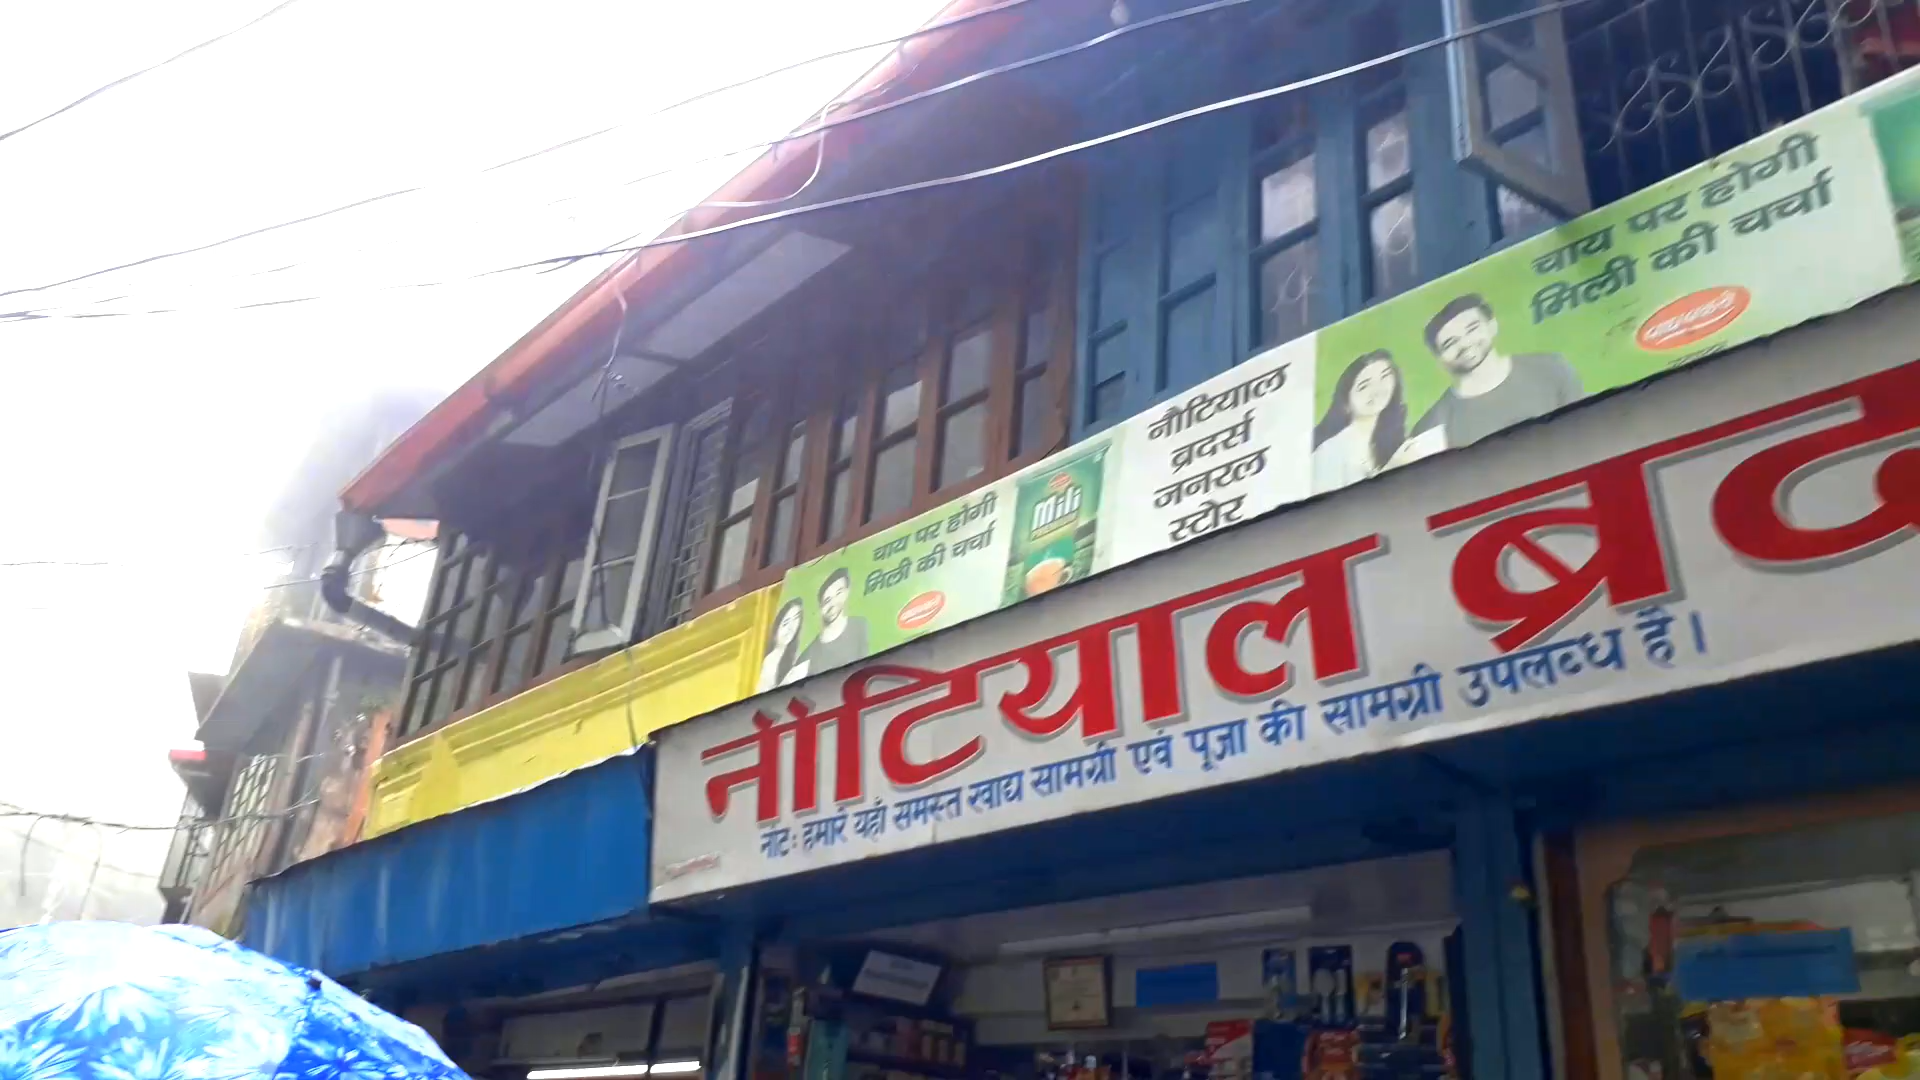 चाय पर होगी
मिली की चर्चा
नौटियाल
ब्रदर्स
जनरल
स्टोर
Mili
चाय पर होगी
मिली की चर्चा
नौटियाल ब्रद
नोट: हमारे यहाँ समस्त खाद्य सामग्री एवं पूजा की सामग्री उपलब्ध है।